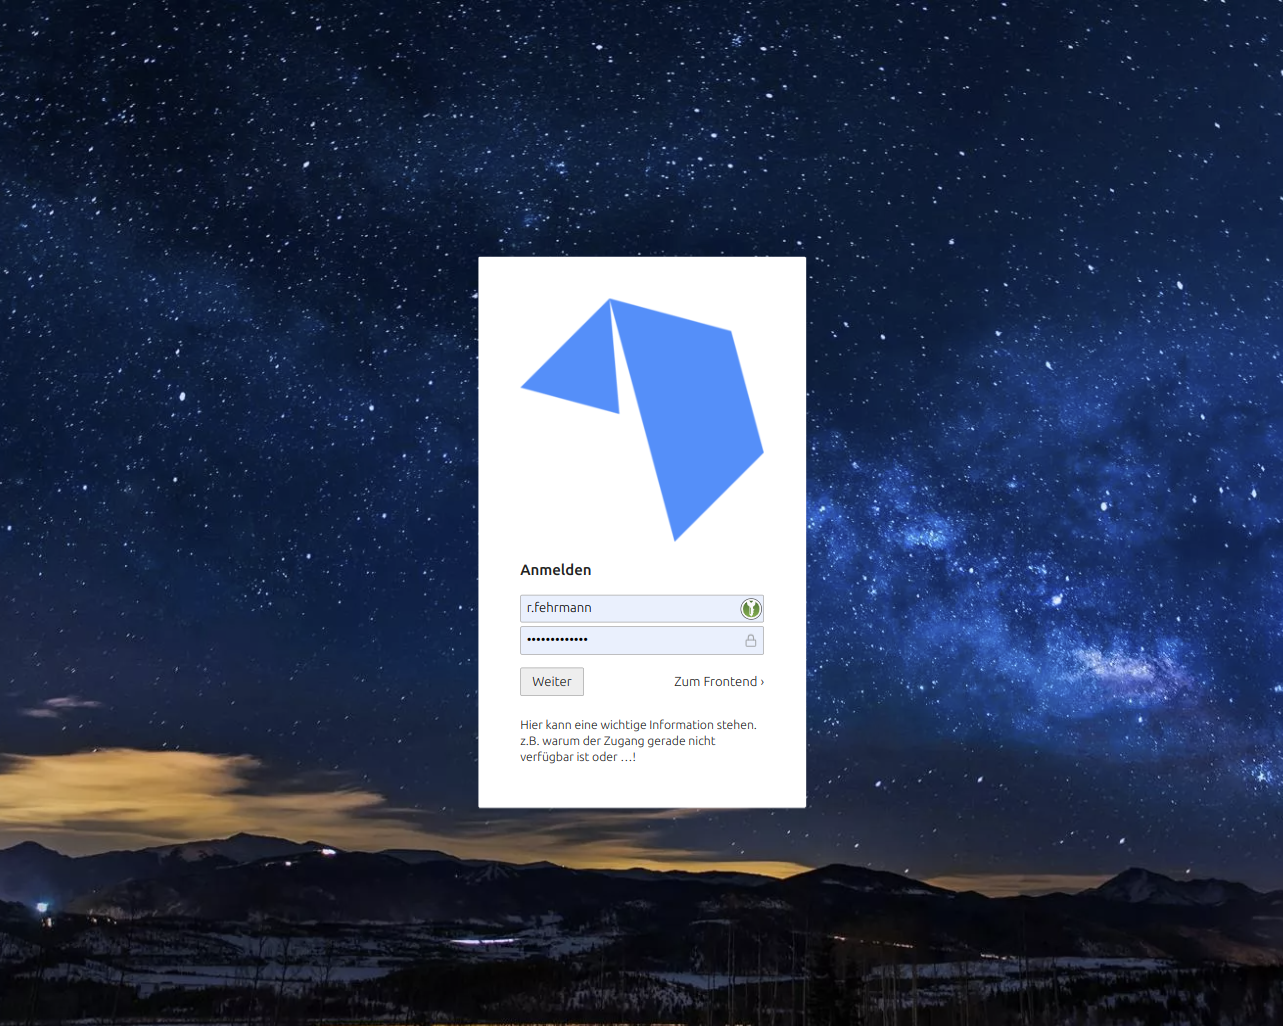 Anmelden
r.fehrmann
•••••••••••••
Weiter
Zum Frontend ›
Hier kann eine wichtige Information stehen.
z.B. warum der Zugang gerade nicht
verfügbar ist oder …!